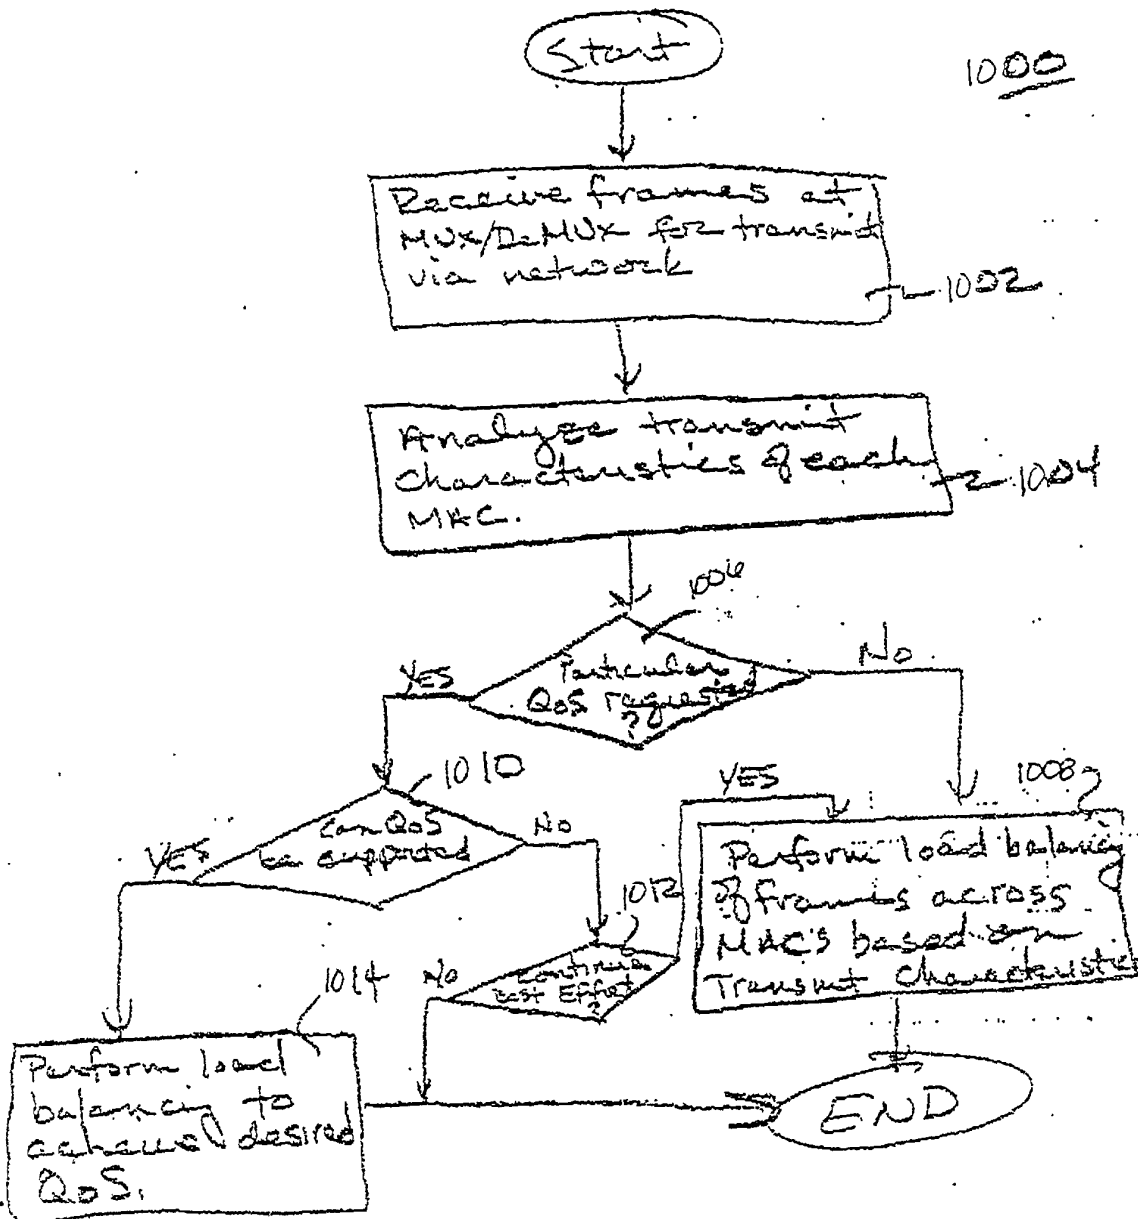 Start
1000
Receive frames at
MUX/DeMUX for transmit
via network
1002
Analyze transmit
characteristics of each
MAC.
1004
1006
Particular
QoS requested
?
YES
No
1010
can QoS
be supported
YES
No
1012
continue
Best Effort
?
No
YES
1008
Perform load balancing
of frames across
MAC's based on
Transmit Characteristics
1014
Perform load
balancing to
achieve desired
QoS.
END